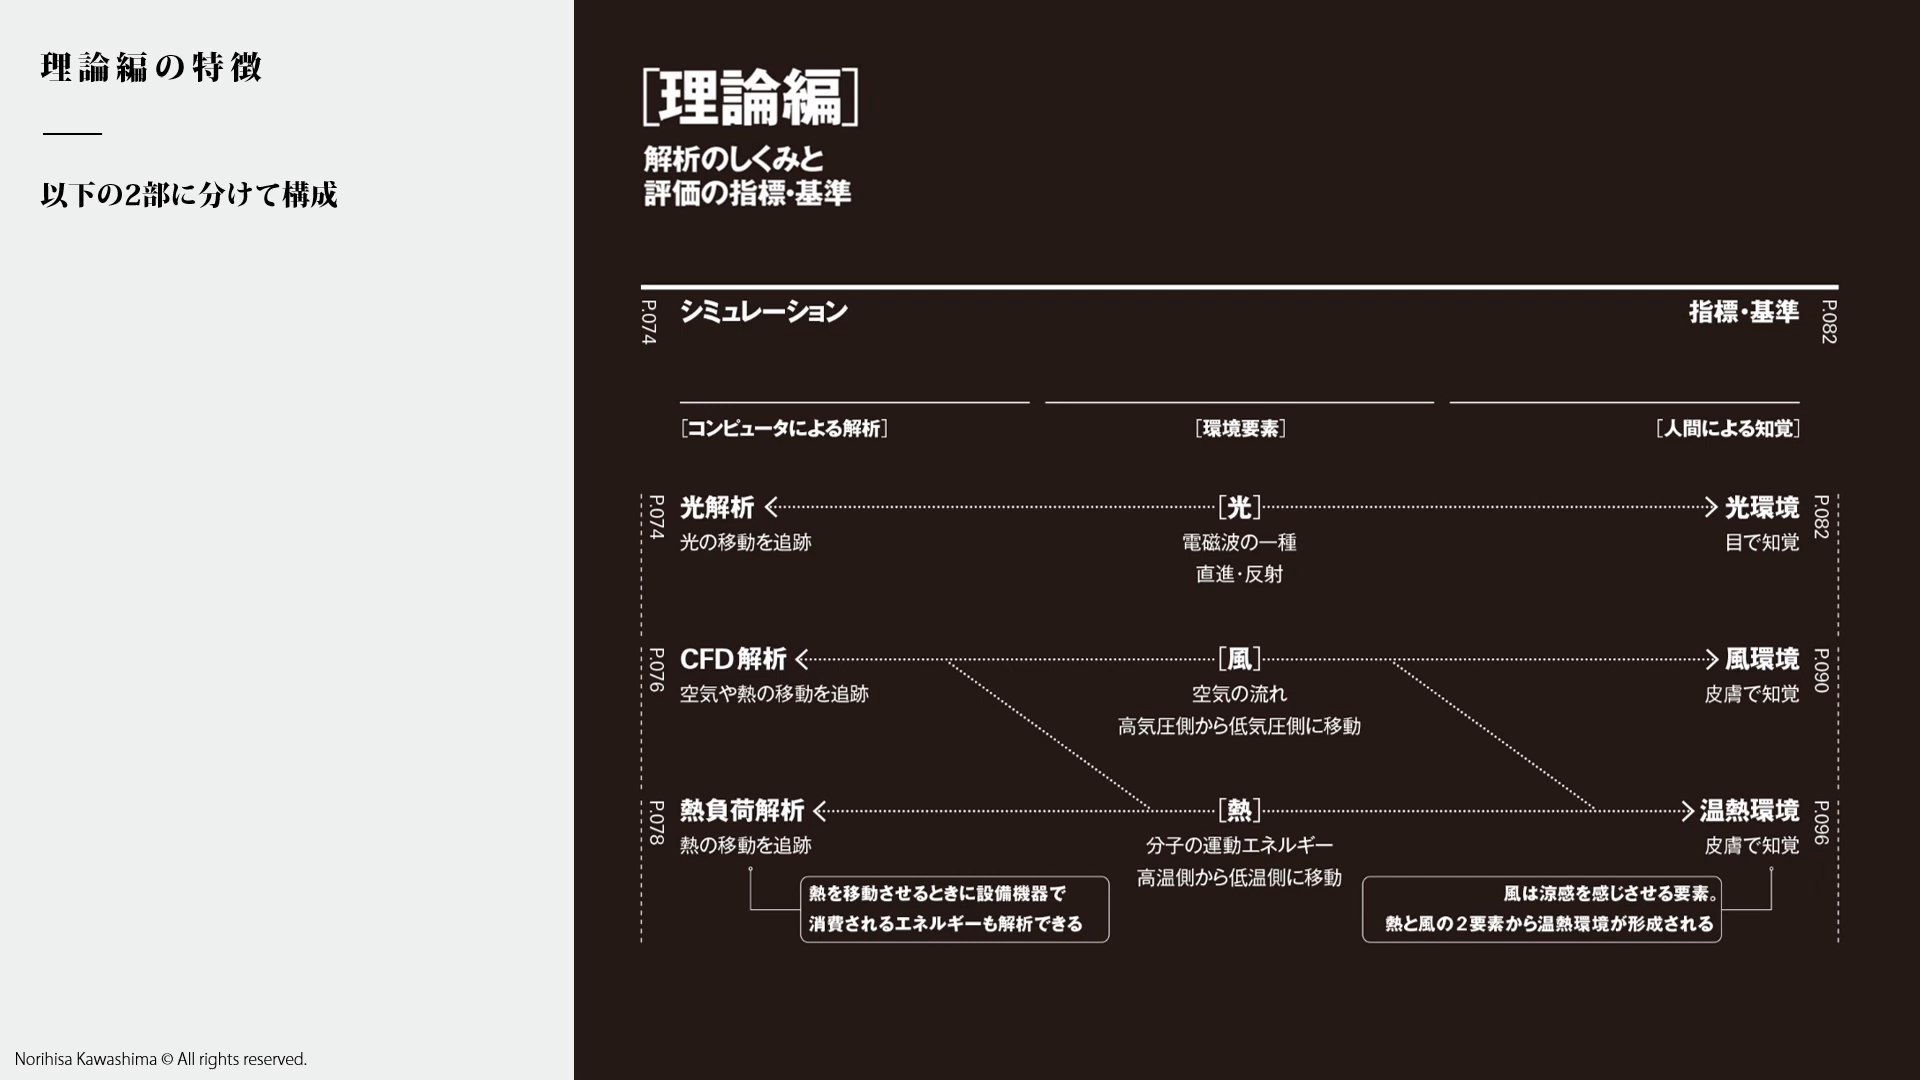 理論編の特徴
以下の2部に分けて構成
[理論編]
解析のしくみと
評価の指標・基準
P.074
シミュレーション
指標・基準
P.082
[コンピュータによる解析]
[環境要素]
[人間による知覚]
P.074
光解析
[光]
光環境
P.082
光の移動を追跡
電磁波の一種
目で知覚
直進・反射
P.076
CFD解析
[風]
風環境
P.090
空気や熱の移動を追跡
空気の流れ
皮膚で知覚
高気圧側から低気圧側に移動
P.078
熱負荷解析
[熱]
温熱環境
P.096
熱の移動を追跡
分子の運動エネルギー
皮膚で知覚
高温側から低温側に移動
熱を移動させるときに設備機器で
消費されるエネルギーも解析できる
風は涼感を感じさせる要素。
熱と風の2要素から温熱環境が形成される
Norihisa Kawashima © All rights reserved.